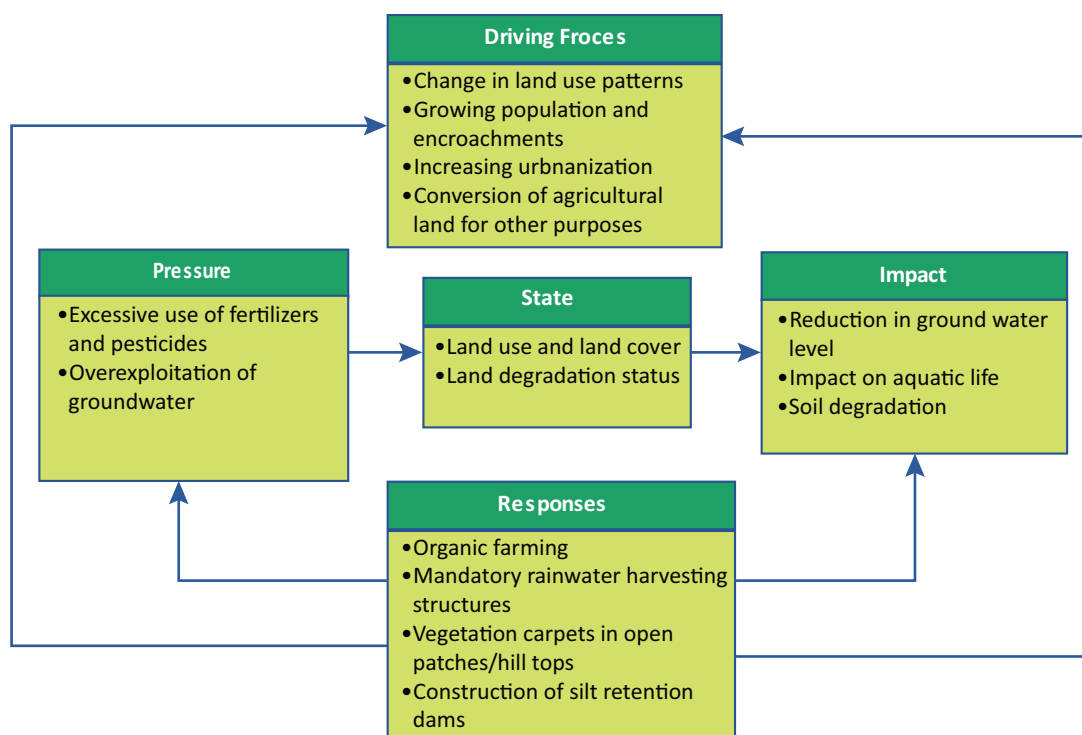 Driving Froces
•Change in land use patterns
•Growing population and
encroachments
•Increasing urbnanization
•Conversion of agricultural
land for other purposes
Pressure
•Excessive use of fertilizers
and pesticides
•Overexploitation of
groundwater
State
•Land use and land cover
•Land degradation status
Impact
•Reduction in ground water
level
•Impact on aquatic life
•Soil degradation
Responses
•Organic farming
•Mandatory rainwater harvesting
structures
•Vegetation carpets in open
patches/hill tops
•Construction of silt retention
dams